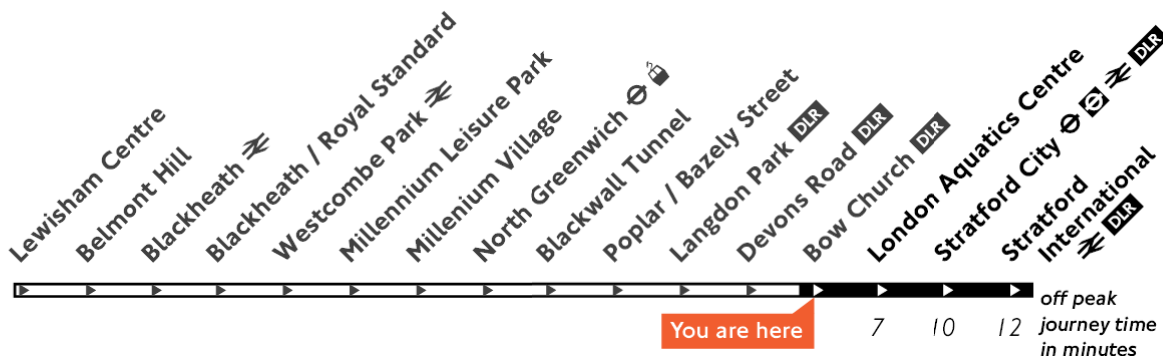 Lewisham Centre
Belmont Hill
Blackheath
Blackheath / Royal Standard
Westcombe Park
Millennium Leisure Park
Millenium Village
North Greenwich
Blackwall Tunnel
Poplar / Bazely Street
Langdon Park DLR
Devons Road DLR
Bow Church DLR
London Aquatics Centre
Stratford City DLR
Stratford
International
DLR
You are here
7 10 12
off peak
journey time
in minutes